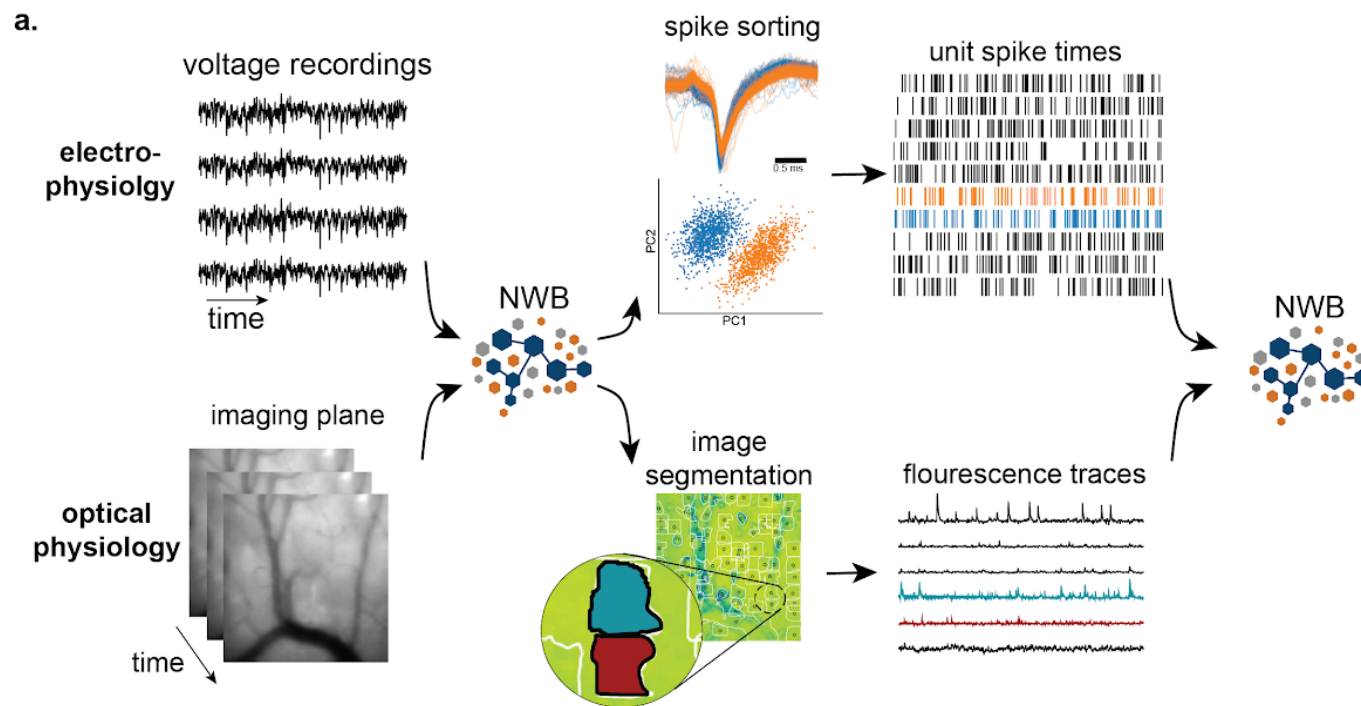 a.
voltage recordings
electro-
physiolgy
time
NWB
spike sorting
0.5 ms
PC2
PC1
unit spike times
NWB
imaging plane
optical
physiology
time
image
segmentation
flourescence traces